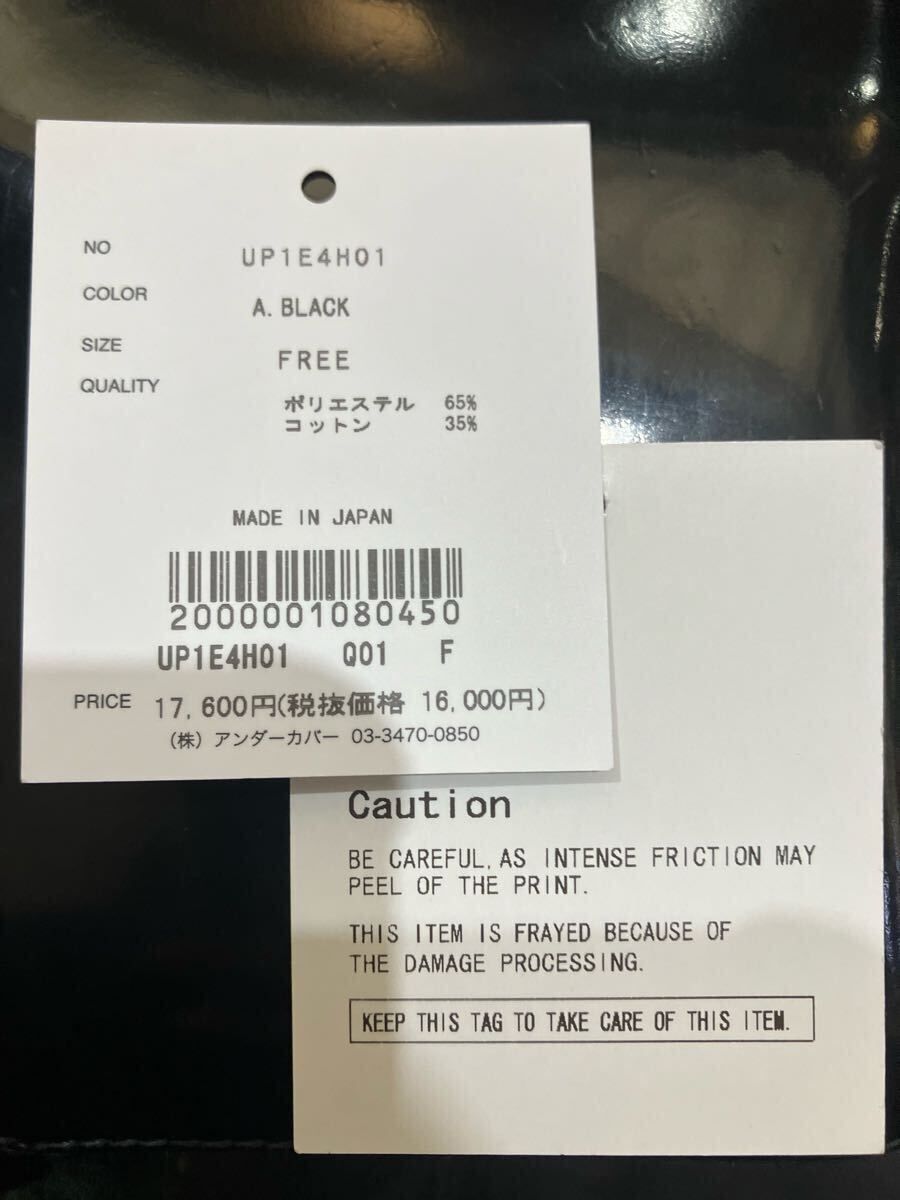 NO UP1E4H01
COLOR A. BLACK
SIZE FREE
QUALITY
ポリエステル 65%
コットン 35%
MADE IN JAPAN
2000001080450
UP1E4H01 Q01 F
PRICE 17,600円(税抜価格 16,000円)
(株) アンダーカバー 03-3470-0850
Caution
BE CAREFUL, AS INTENSE FRICTION MAY
PEEL OF THE PRINT.
THIS ITEM IS FRAYED BECAUSE OF
THE DAMAGE PROCESSING.
KEEP THIS TAG TO TAKE CARE OF THIS ITEM.